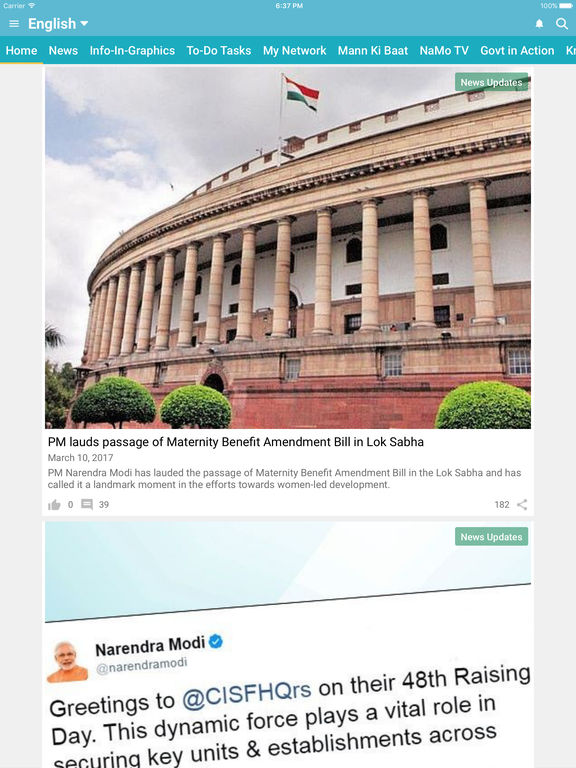 Carrier
6:37 PM
100%
English
Home News Info-In-Graphics To-Do Tasks My Network Mann Ki Baat NaMo TV Govt in Action Kn
News Updates
PM lauds passage of Maternity Benefit Amendment Bill in Lok Sabha
March 10, 2017
PM Narendra Modi has lauded the passage of Maternity Benefit Amendment Bill in the Lok Sabha and has
called it a landmark moment in the efforts towards women-led development.
0 39 182
News Updates
Narendra Modi
@narendramodi
Greetings to @CISFHQrs on their 48th Raising
Day. This dynamic force plays a vital role in
securing key units & establishments across